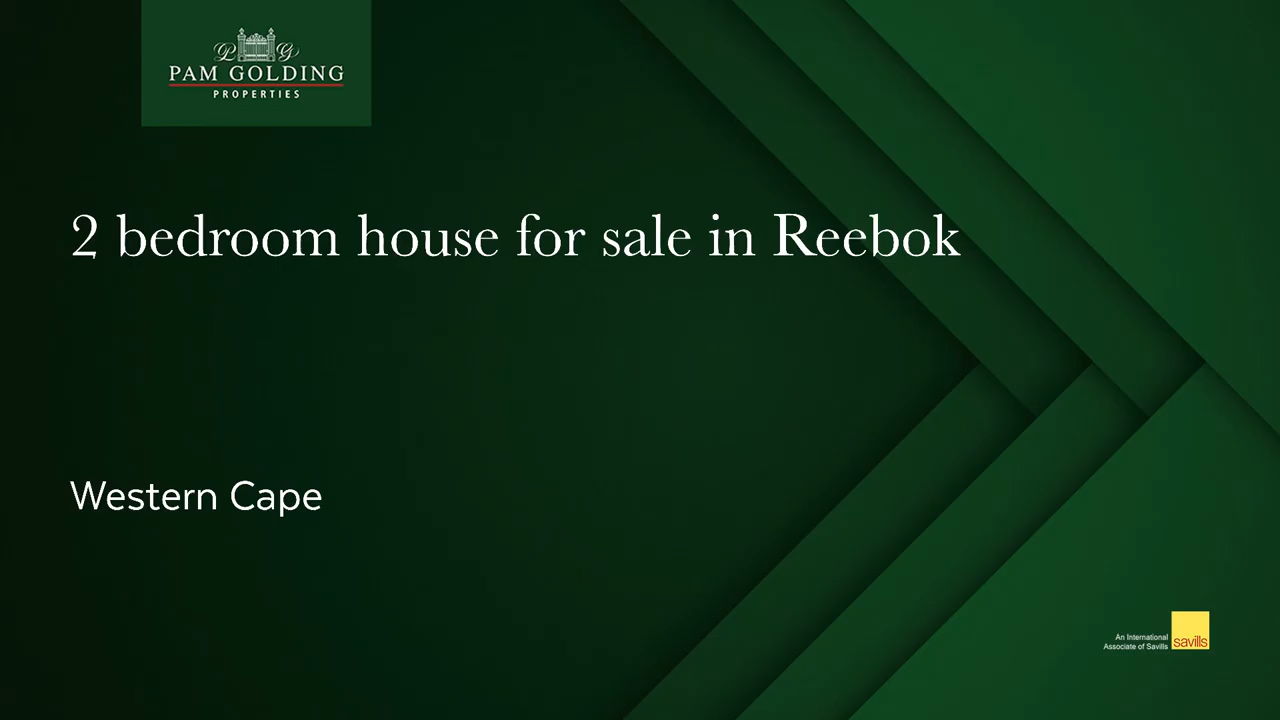 PAM GOLDING
PROPERTIES
2 bedroom house for sale in Reebok
Western Cape
An International
Associate of Savills
savills